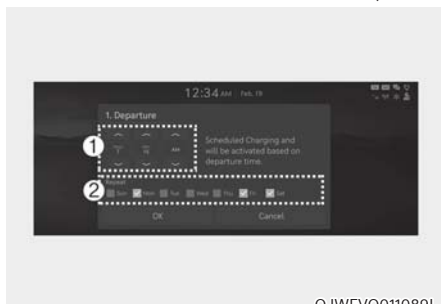 12:34 AM Feb. 19
1. Departure
1
AM
Scheduled Charging and
will be activated based on
departure time.
2
Repeat
Sun Mon Tue Wed Thu Fri Sat
OK Cancel